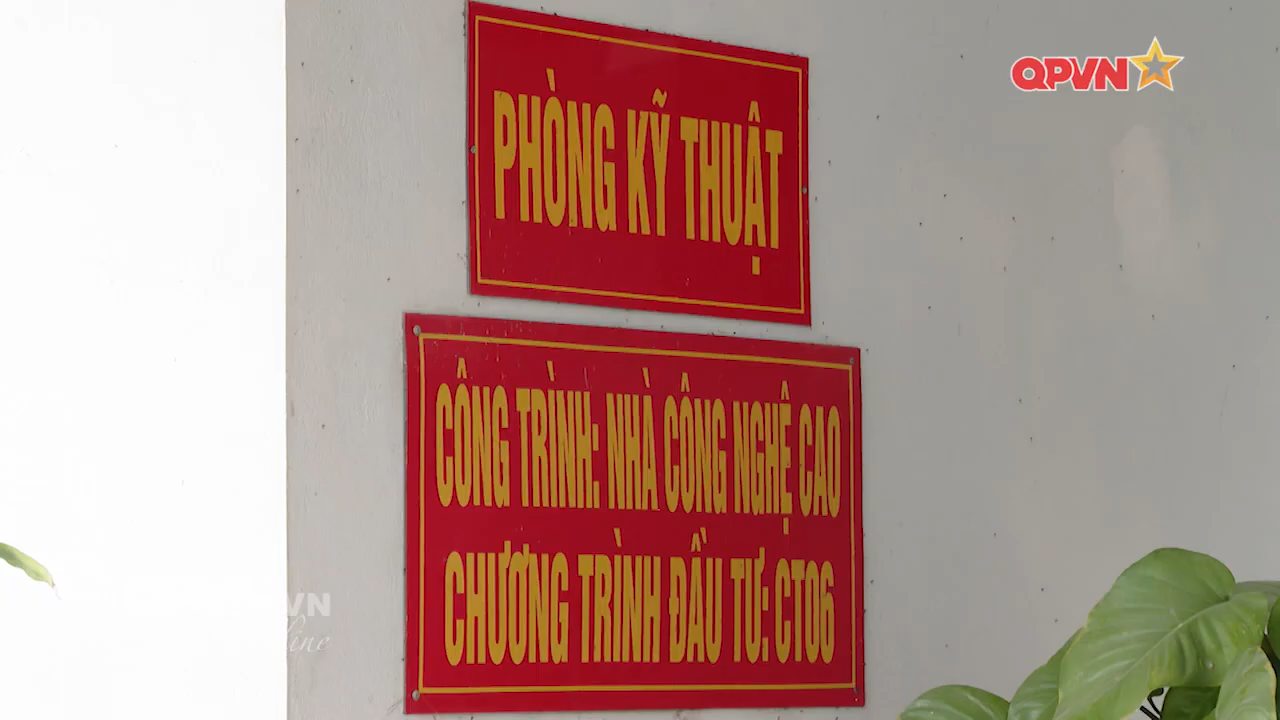 QPVN
PHÒNG KỸ THUẬT
CÔNG TRÌNH: NHÀ CÔNG NGHỆ CAO
CHƯƠNG TRÌNH ĐẦU TƯ: CT06